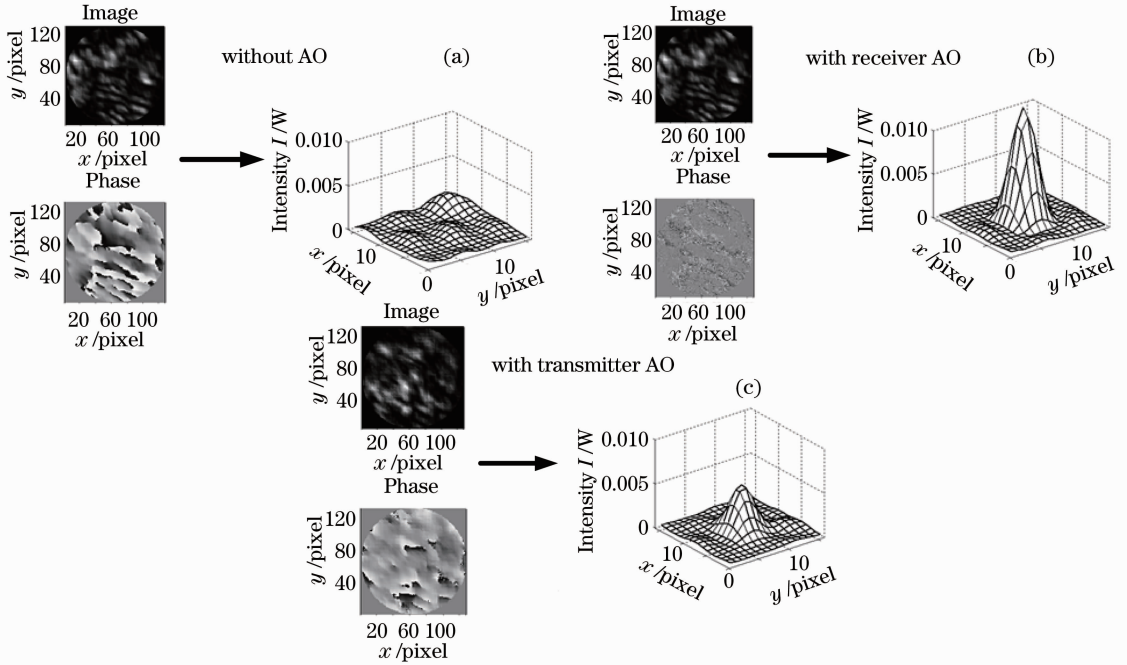 Image
120
80
40
y /pixel
20 60 100
x /pixel
Phase
120
80
40
y /pixel
20 60 100
x /pixel
without AO
(a)
Intensity I /W
0.010
0.005
0
10
x /pixel
0
10
y /pixel
Image
120
80
40
y /pixel
20 60 100
x /pixel
Phase
120
80
40
y /pixel
20 60 100
x /pixel
with receiver AO
(b)
Intensity I /W
0.010
0.005
0
10
x /pixel
0
10
y /pixel
Image
120
80
40
y /pixel
20 60 100
x /pixel
Phase
120
80
40
y /pixel
20 60 100
x /pixel
with transmitter AO
(c)
Intensity I /W
0.010
0.005
0
10
x /pixel
0
10
y /pixel